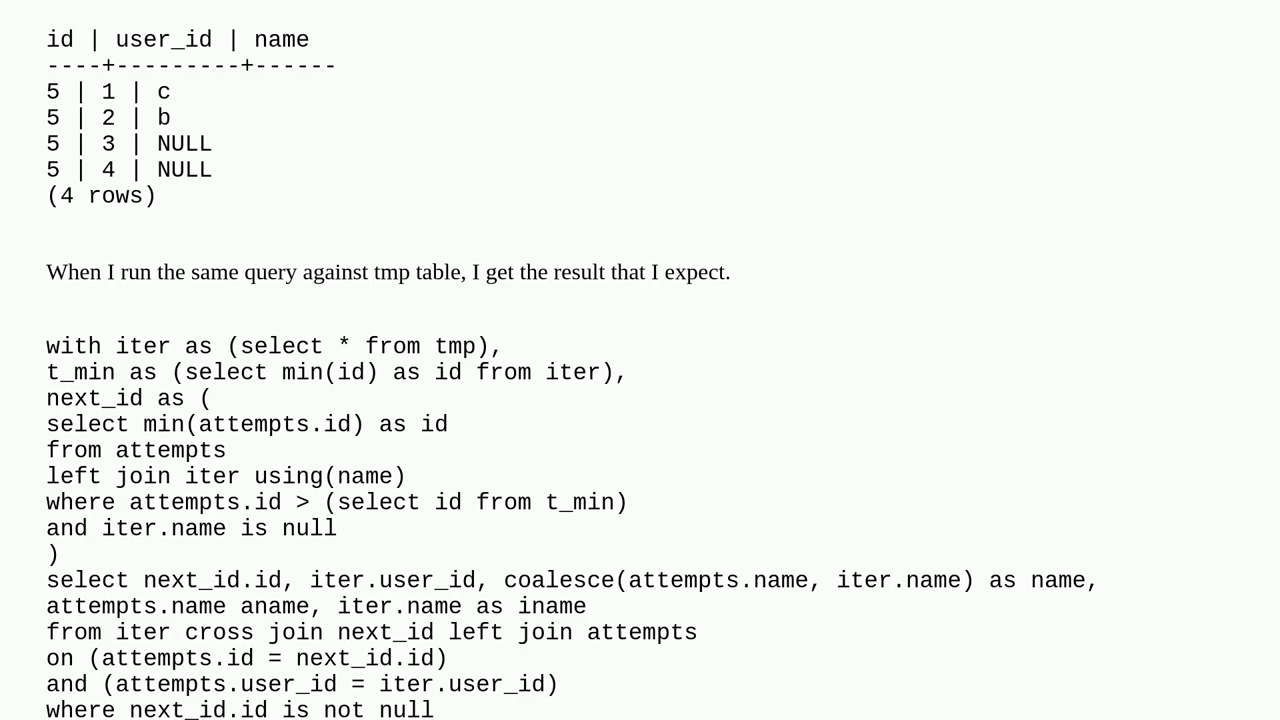 id | user_id | name
----+---------+------
5 | 1 | c
5 | 2 | b
5 | 3 | NULL
5 | 4 | NULL
(4 rows)
When I run the same query against tmp table, I get the result that I expect.
with iter as (select * from tmp),
t_min as (select min(id) as id from iter),
next_id as (
select min(attempts.id) as id
from attempts
left join iter using(name)
where attempts.id > (select id from t_min)
and iter.name is null
)
select next_id.id, iter.user_id, coalesce(attempts.name, iter.name) as name,
attempts.name aname, iter.name as iname
from iter cross join next_id left join attempts
on (attempts.id = next_id.id)
and (attempts.user_id = iter.user_id)
where next_id.id is not null